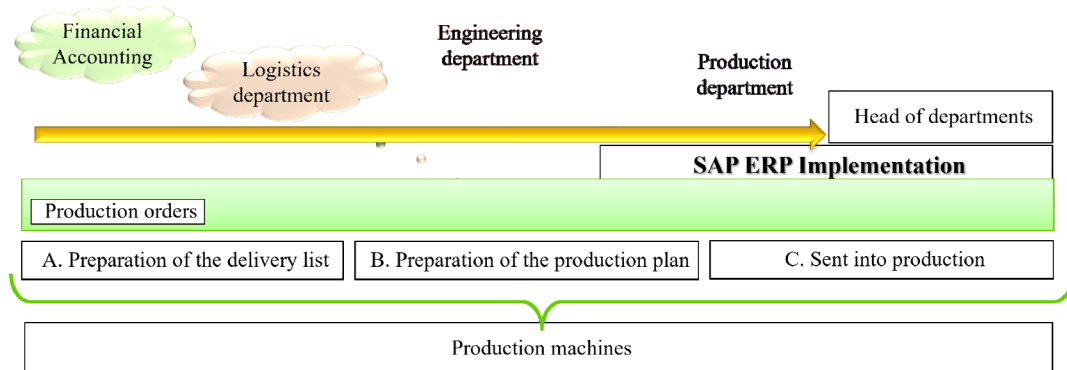 Financial
Accounting
Logistics
department
Engineering
department
Production
department
Head of departments
SAP ERP Implementation
Production orders
A. Preparation of the delivery list
B. Preparation of the production plan
C. Sent into production
Production machines